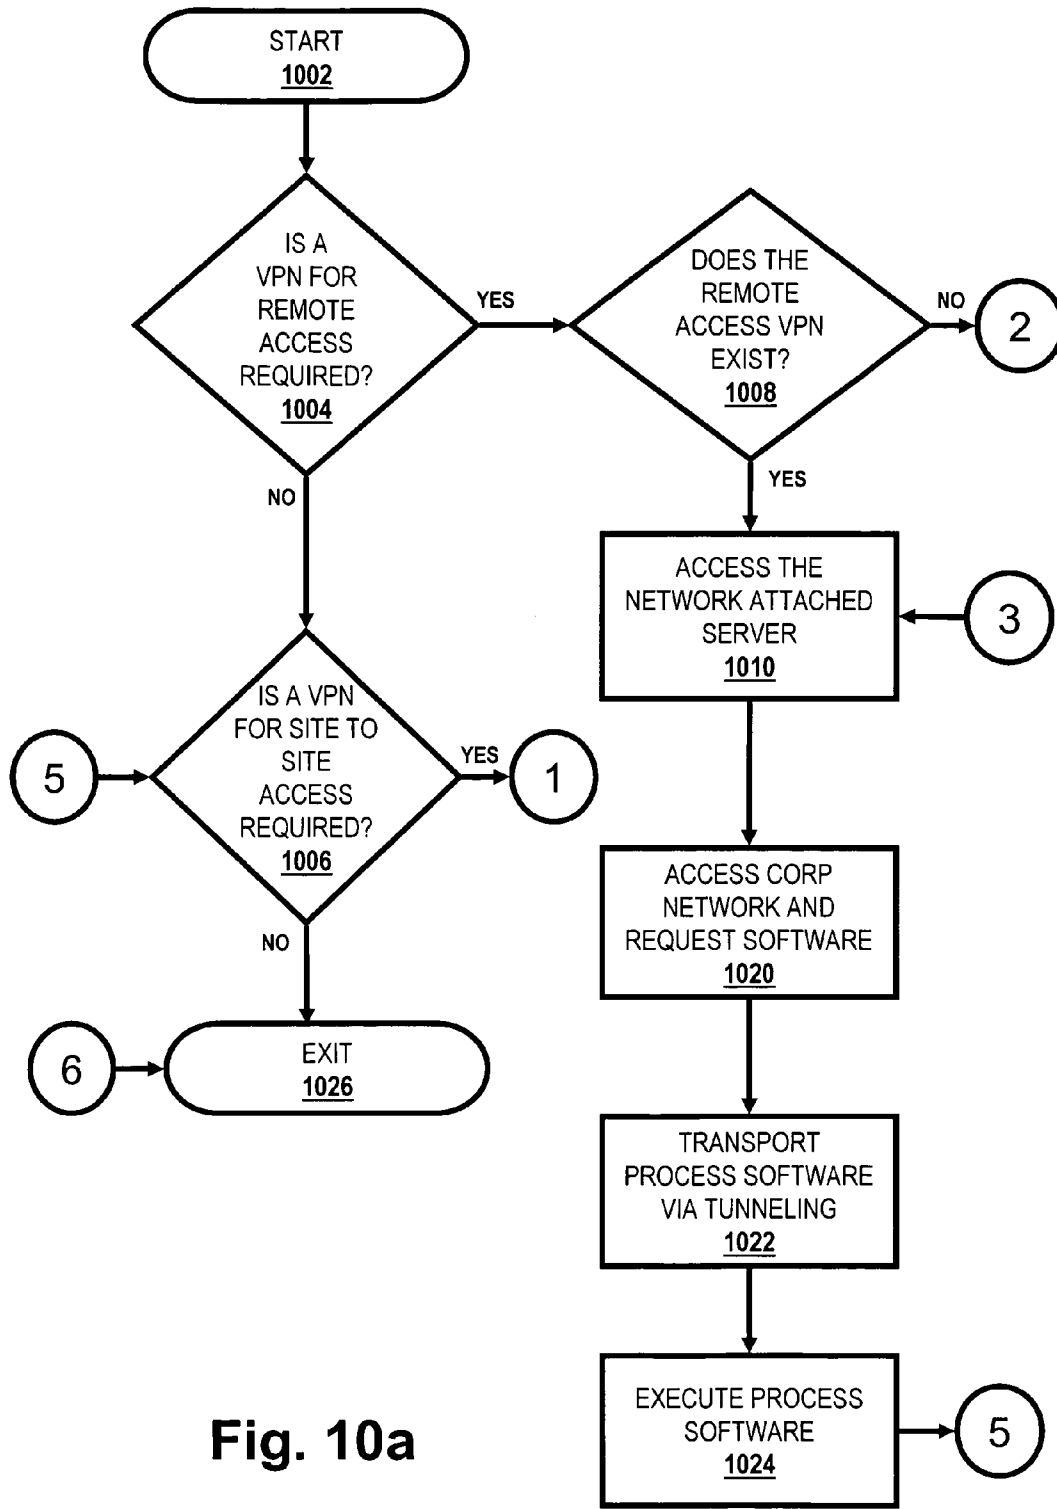 START
1002
IS A
VPN FOR
REMOTE
ACCESS
REQUIRED?
1004
YES
NO
DOES THE
REMOTE
ACCESS VPN
EXIST?
1008
NO
2
YES
ACCESS THE
NETWORK ATTACHED
SERVER
1010
3
IS A VPN
FOR SITE TO
SITE
ACCESS
REQUIRED?
1006
5
YES
1
NO
ACCESS CORP
NETWORK AND
REQUEST SOFTWARE
1020
6
EXIT
1026
TRANSPORT
PROCESS SOFTWARE
VIA TUNNELING
1022
EXECUTE PROCESS
SOFTWARE
1024
5
Fig. 10a